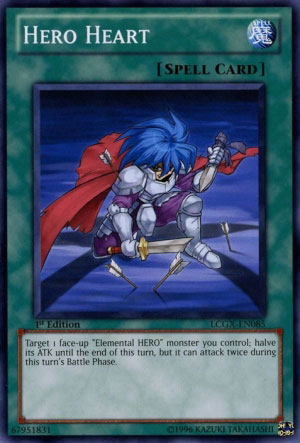 HERO HEART
SPELL
魔
[SPELL CARD]
1st Edition
LCGX-EN085
Target 1 face-up "Elemental HERO" monster you control; halve
its ATK until the end of this turn, but it can attack twice during
this turn's Battle Phase.
67951831
©1996 KAZUKI TAKAHASHI